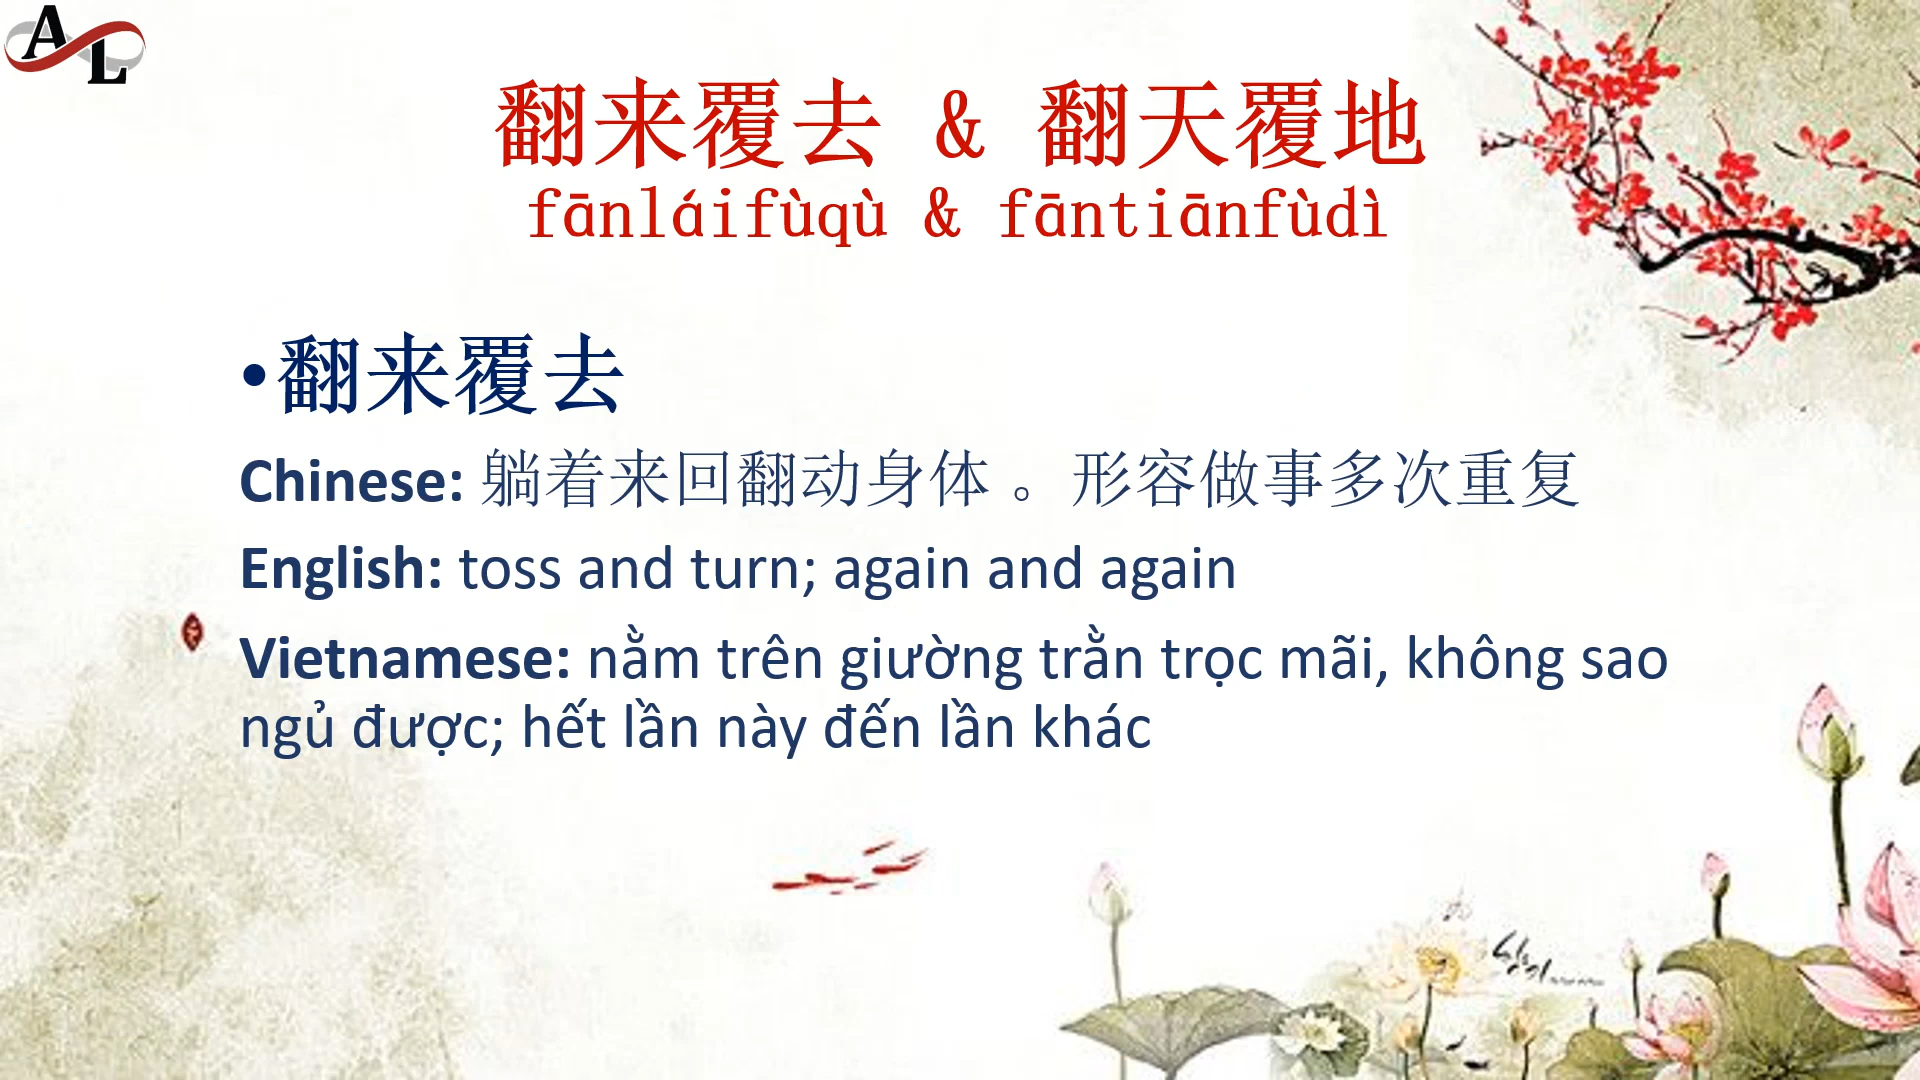 AL
翻来覆去 & 翻天覆地
fānláifùqù & fāntiānfùdì
•翻来覆去
Chinese: 躺着来回翻动身体 。形容做事多次重复
English: toss and turn; again and again
Vietnamese: nằm trên giường trằn trọc mãi, không sao
ngủ được; hết lần này đến lần khác